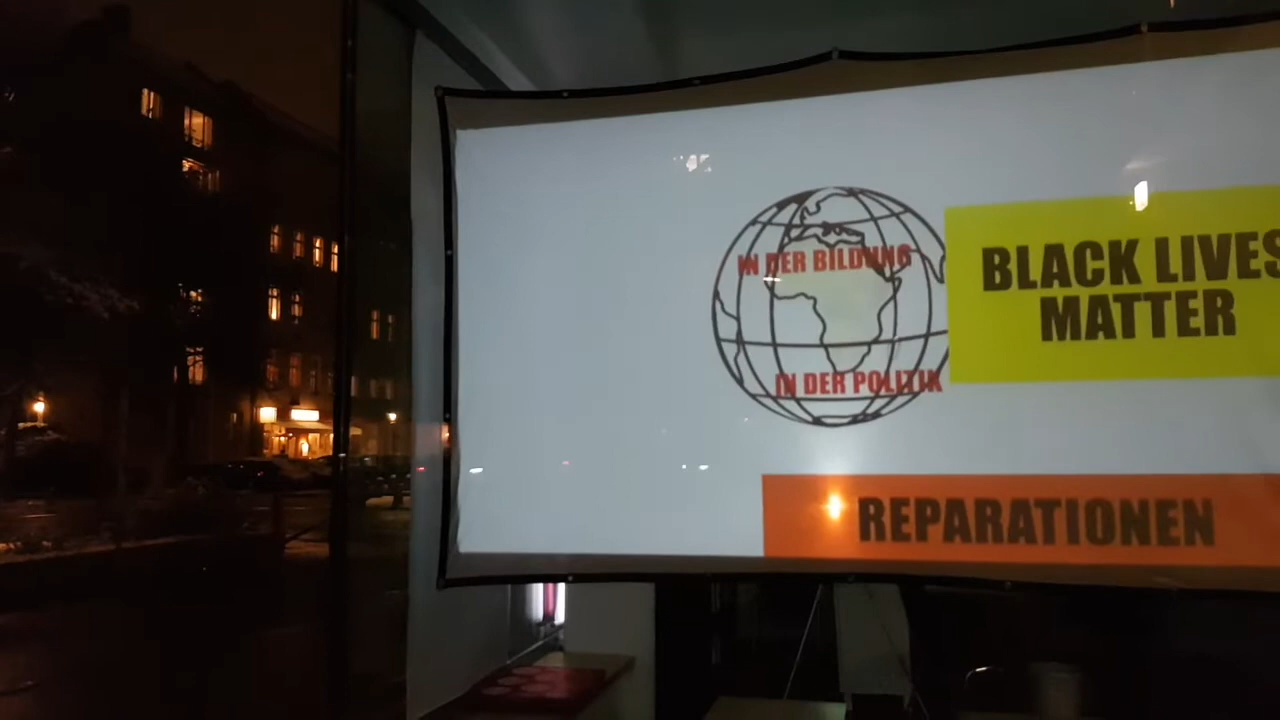 IN DER BILDUNG
IN DER POLITIK
BLACK LIVES
MATTER
REPARATIONEN